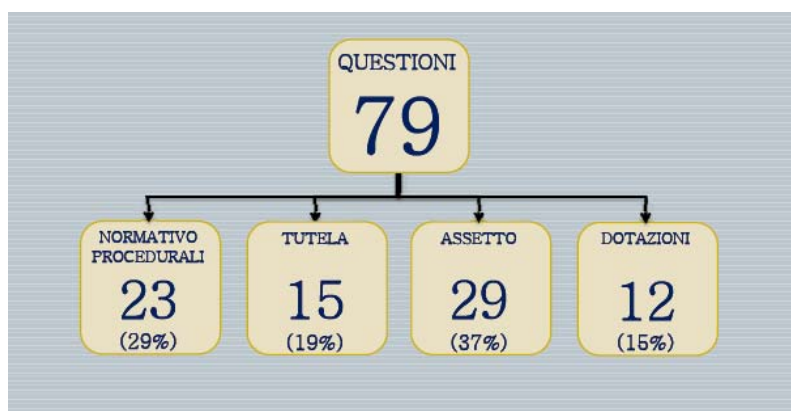 QUESTIONI
79
NORMATIVO
PROCEDURALI
23
(29%)
TUTELA
15
(19%)
ASSETTO
29
(37%)
DOTAZIONI
12
(15%)